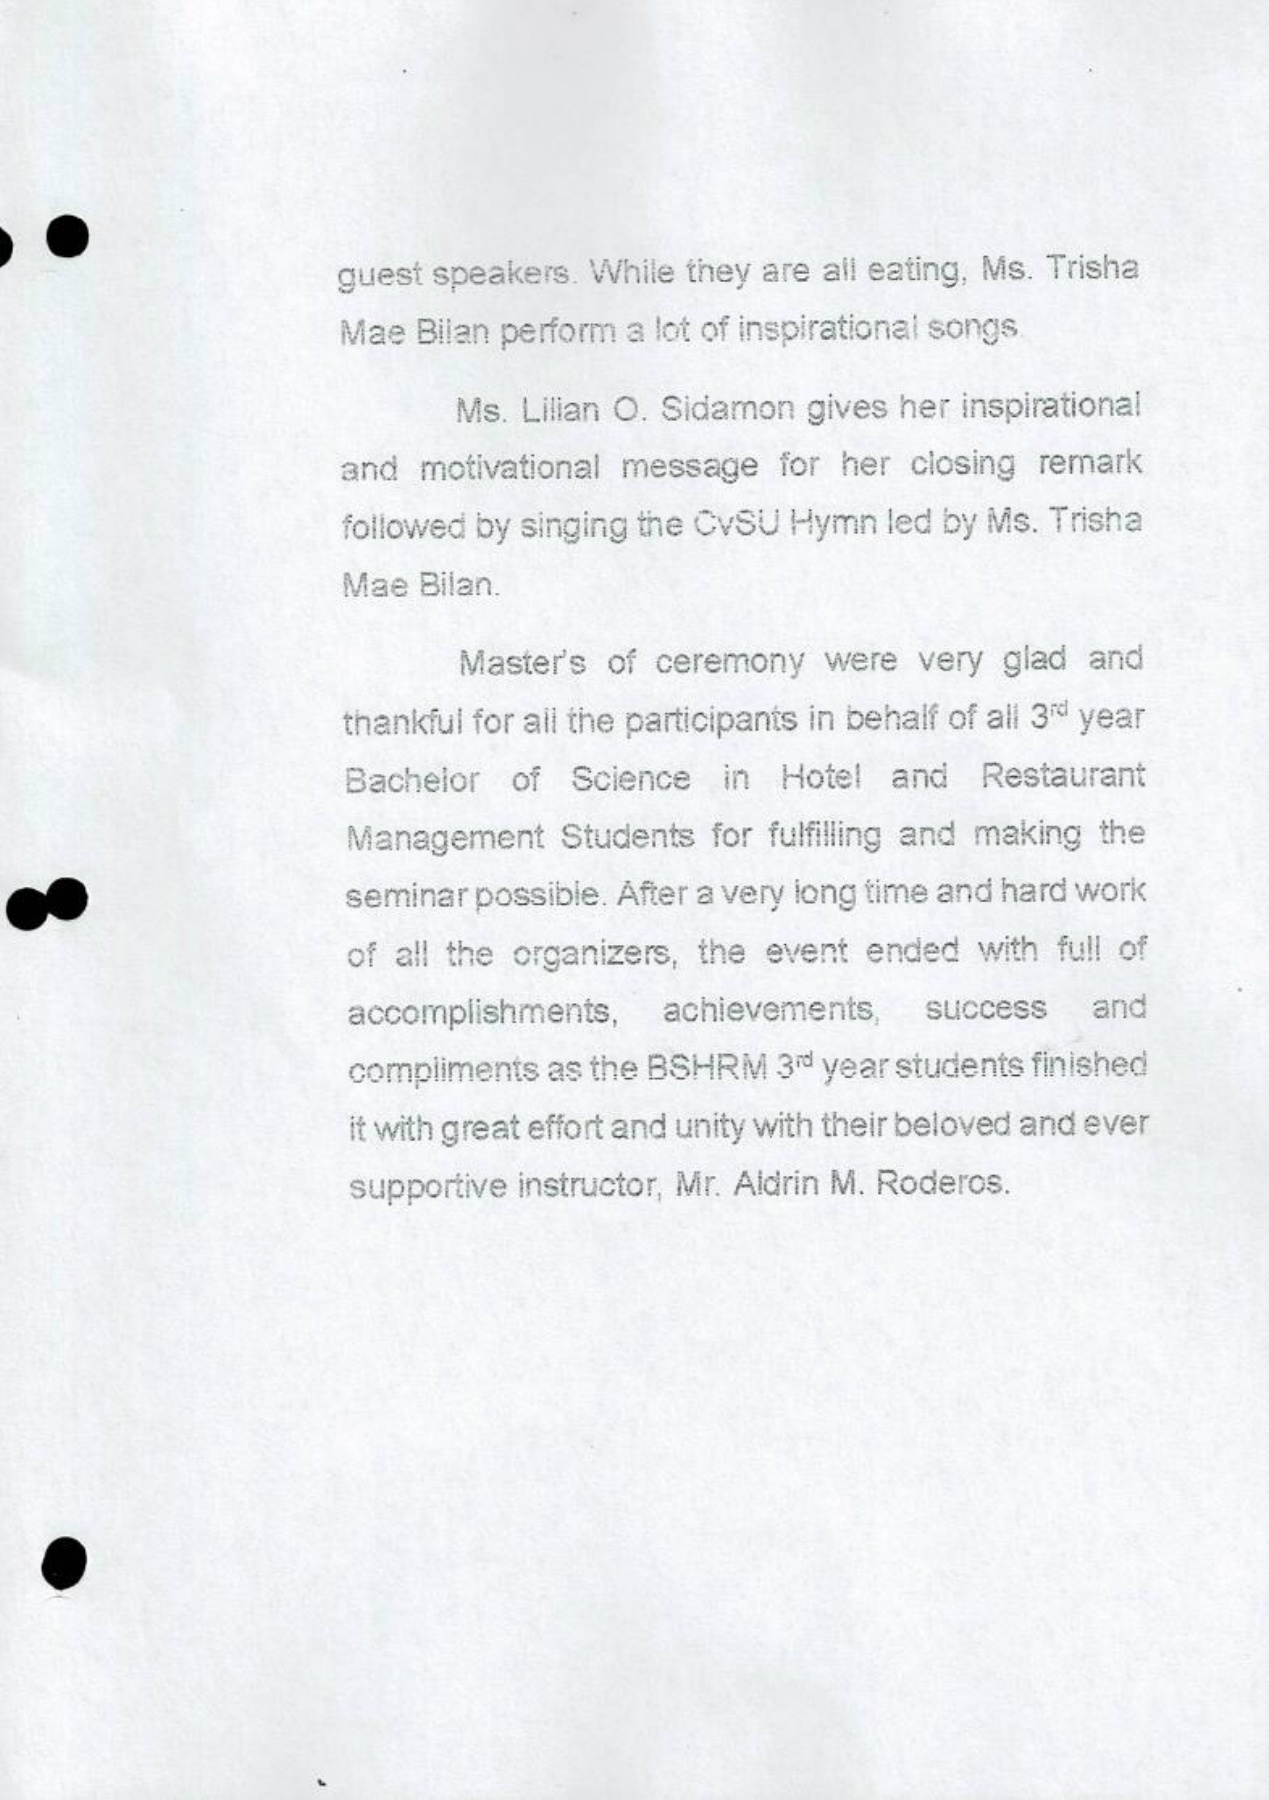 guest speakers. While they are all eating, Ms. Trisha
Mae Bilan perform a lot of inspirational songs.
Ms. Lilian O. Sidamon gives her inspirational
and motivational message for her closing remark
followed by singing the CvSU Hymn led by Ms. Trisha
Mae Bilan.
Master's of ceremony were very glad and
thankful for all the participants in behalf of all 3rd year
Bachelor of Science in Hotel and Restaurant
Management Students for fulfilling and making the
seminar possible. After a very long time and hard work
of all the organizers, the event ended with full of
accomplishments, achievements, success and
compliments as the BSHRM 3rd year students finished
it with great effort and unity with their beloved and ever
supportive instructor, Mr. Aldrin M. Roderos.